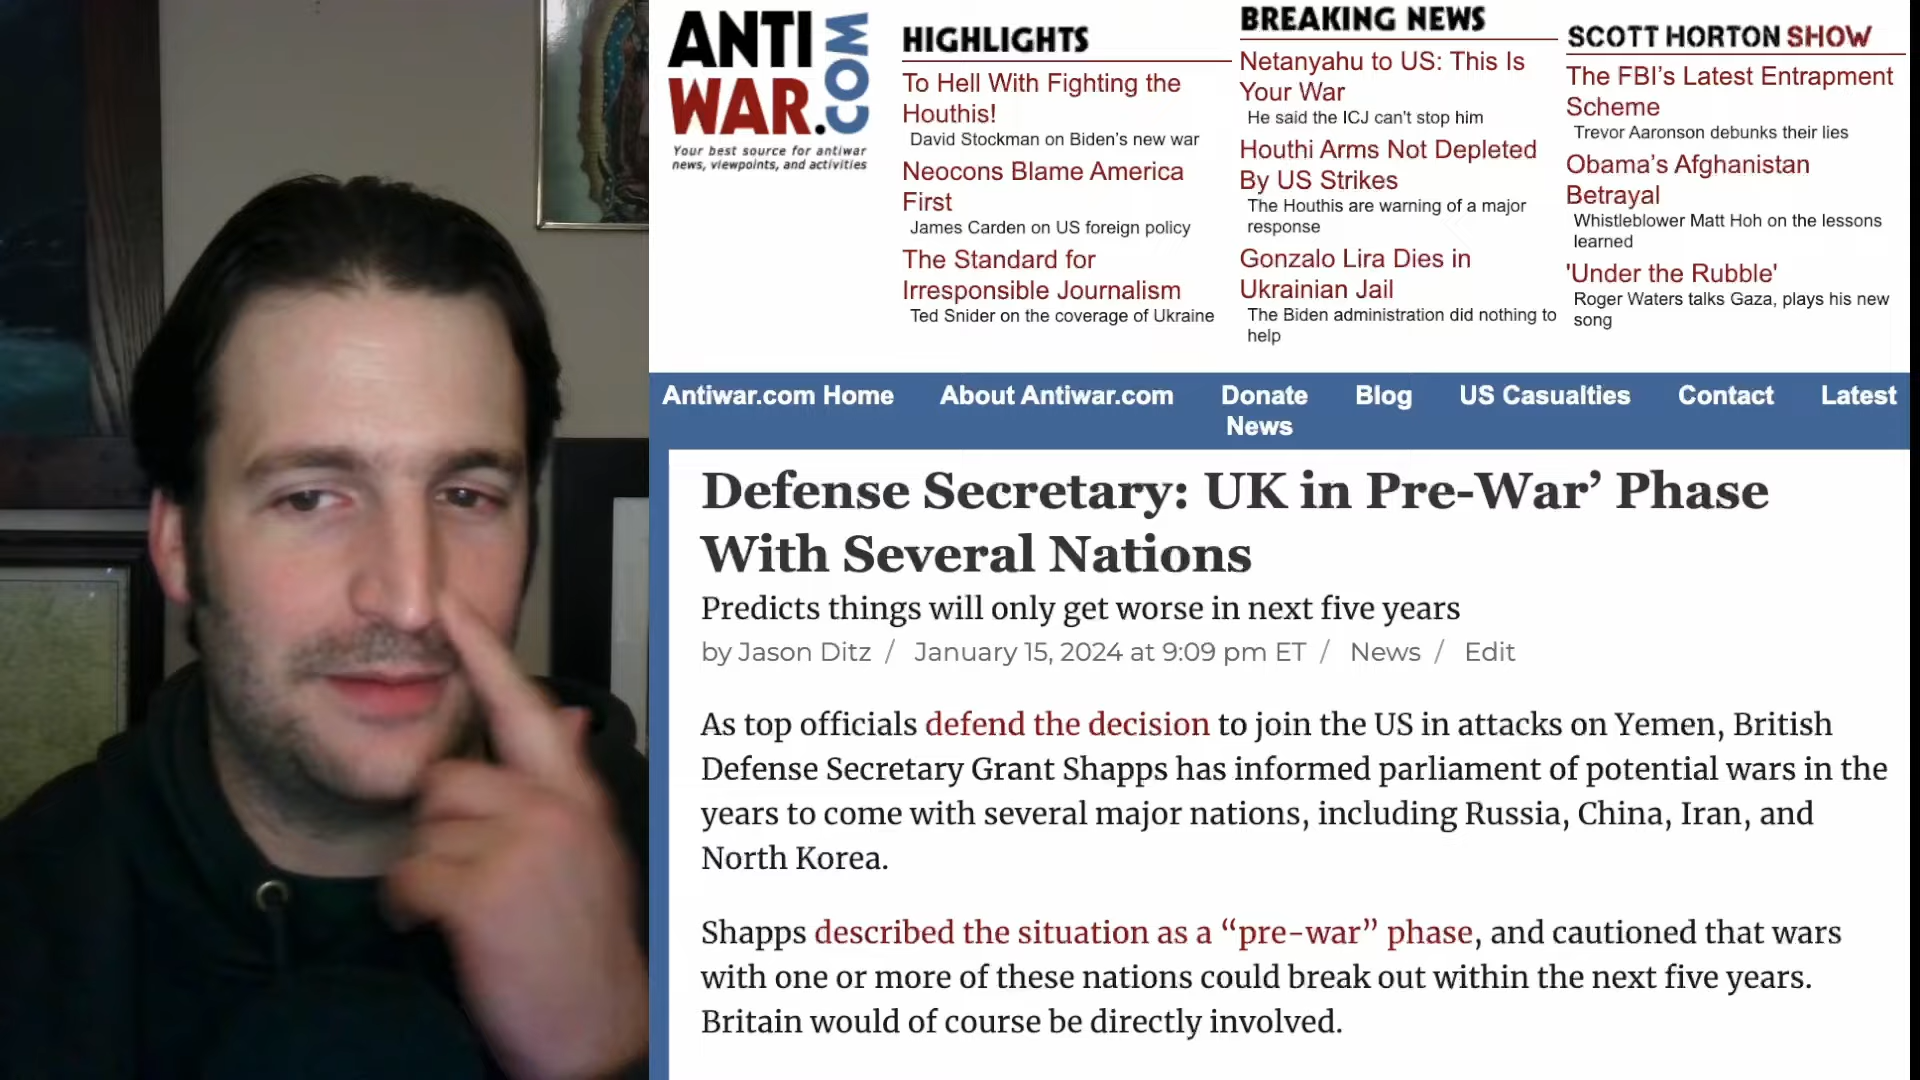 ANTI
WAR.COM
Your best source for antiwar
news, viewpoints, and activities
HIGHLIGHTS
To Hell With Fighting the
Houthis!
David Stockman on Biden's new war
Neocons Blame America
First
James Carden on US foreign policy
The Standard for
Irresponsible Journalism
Ted Snider on the coverage of Ukraine
BREAKING NEWS
Netanyahu to US: This Is
Your War
He said the ICJ can't stop him
Houthi Arms Not Depleted
By US Strikes
The Houthis are warning of a major
response
Gonzalo Lira Dies in
Ukrainian Jail
The Biden administration did nothing to
help
SCOTT HORTON SHOW
The FBI's Latest Entrapment
Scheme
Trevor Aaronson debunks their lies
Obama's Afghanistan
Betrayal
Whistleblower Matt Hoh on the lessons
learned
'Under the Rubble'
Roger Waters talks Gaza, plays his new
song
Antiwar.com Home About Antiwar.com Donate Blog US Casualties Contact Latest
News
Defense Secretary: UK in Pre-War’ Phase
With Several Nations
Predicts things will only get worse in next five years
by Jason Ditz / January 15, 2024 at 9:09 pm ET / News / Edit
As top officials defend the decision to join the US in attacks on Yemen, British
Defense Secretary Grant Shapps has informed parliament of potential wars in the
years to come with several major nations, including Russia, China, Iran, and
North Korea.
Shapps described the situation as a “pre-war” phase, and cautioned that wars
with one or more of these nations could break out within the next five years.
Britain would of course be directly involved.